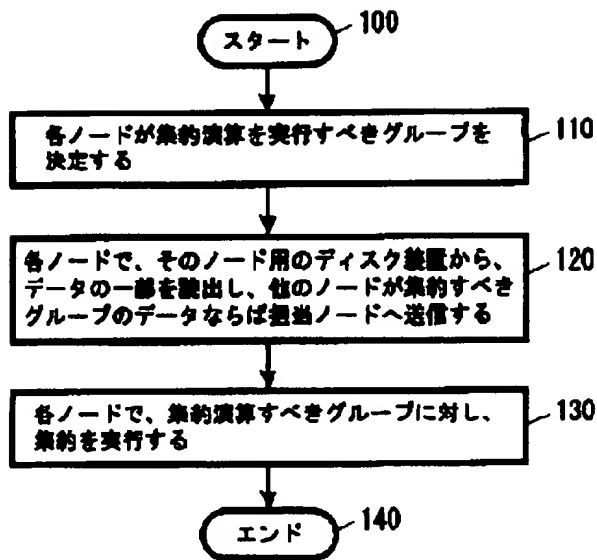 スタート
100
各ノードが集約演算を実行すべきグループを
決定する
110
各ノードで、そのノード用のディスク装置から、
データの一部を読出し、他のノードが集約すべき
グループのデータならば担当ノードへ送信する
120
各ノードで、集約演算すべきグループに対し、
集約を実行する
130
エンド
140